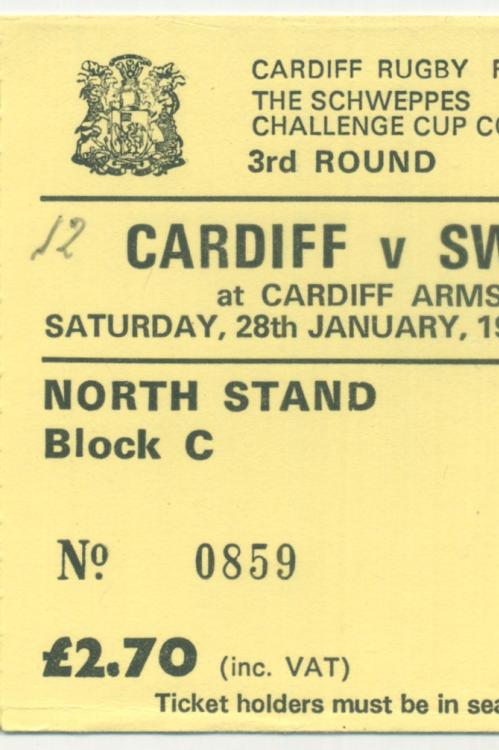 CARDIFF RUGBY
THE SCHWEPPES
CHALLENGE CUP
3rd ROUND
12
CARDIFF v SW
at CARDIFF ARMS
SATURDAY, 28th JANUARY, 19
NORTH STAND
Block C
Nº 0859
£2.70 (inc. VAT)
Ticket holders must be in sea